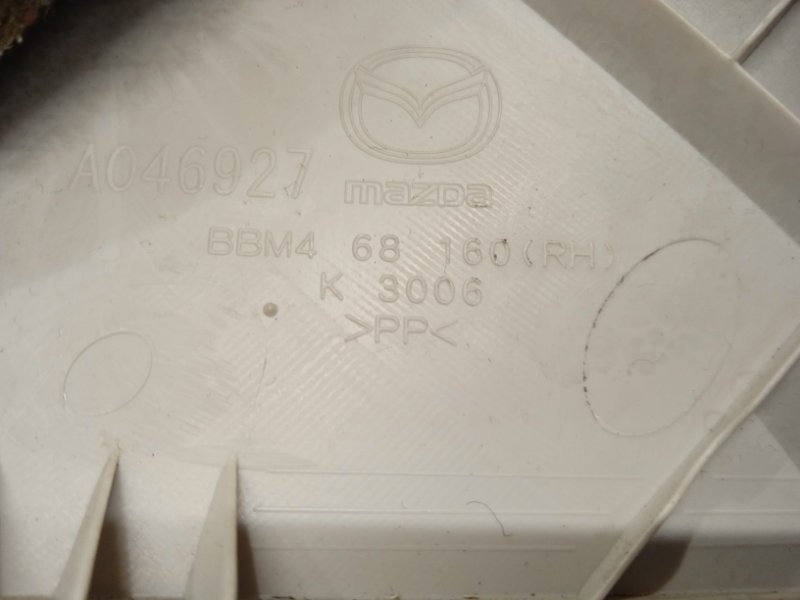 A046927
mazda
BBM4 68 160(RH)
K 3006
>PP<